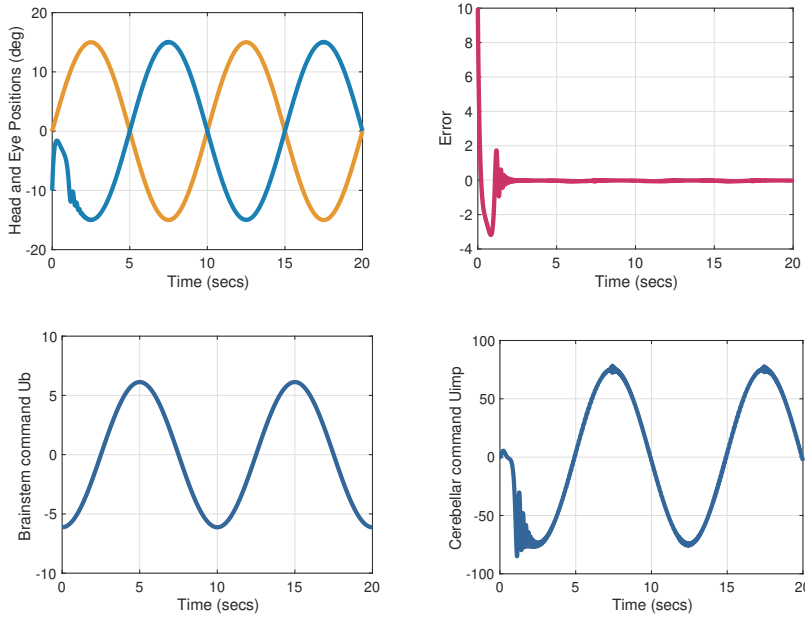 20
10
0
-10
-20
Head and Eye Positions (deg)
0 5 10 15 20
Time (secs)
10
8
6
4
2
0
-2
-4
Error
0 5 10 15 20
Time (secs)
10
5
0
-5
-10
Brainstem command Ub
0 5 10 15 20
Time (secs)
100
50
0
-50
-100
Cerebellar command Uimp
0 5 10 15 20
Time (secs)